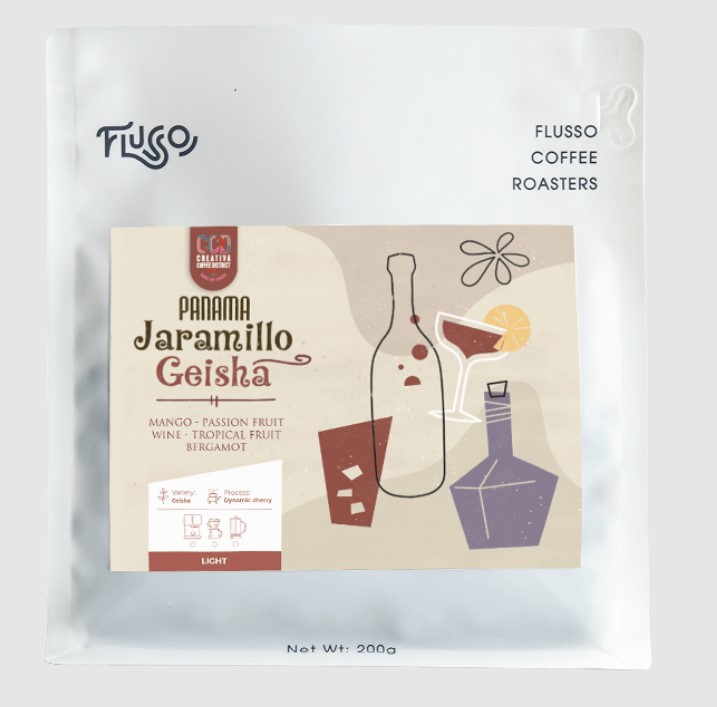 FLUSSO
FLUSSO
COFFEE
ROASTERS
CREATIVA
COFFEE DISTRICT
PANAMA
Jaramillo
Geisha
MANGO - PASSION FRUIT
WINE - TROPICAL FRUIT
BERGAMOT
Variety:
Geisha
Process:
Dynamic cherry
LIGHT
Net Wt: 200g